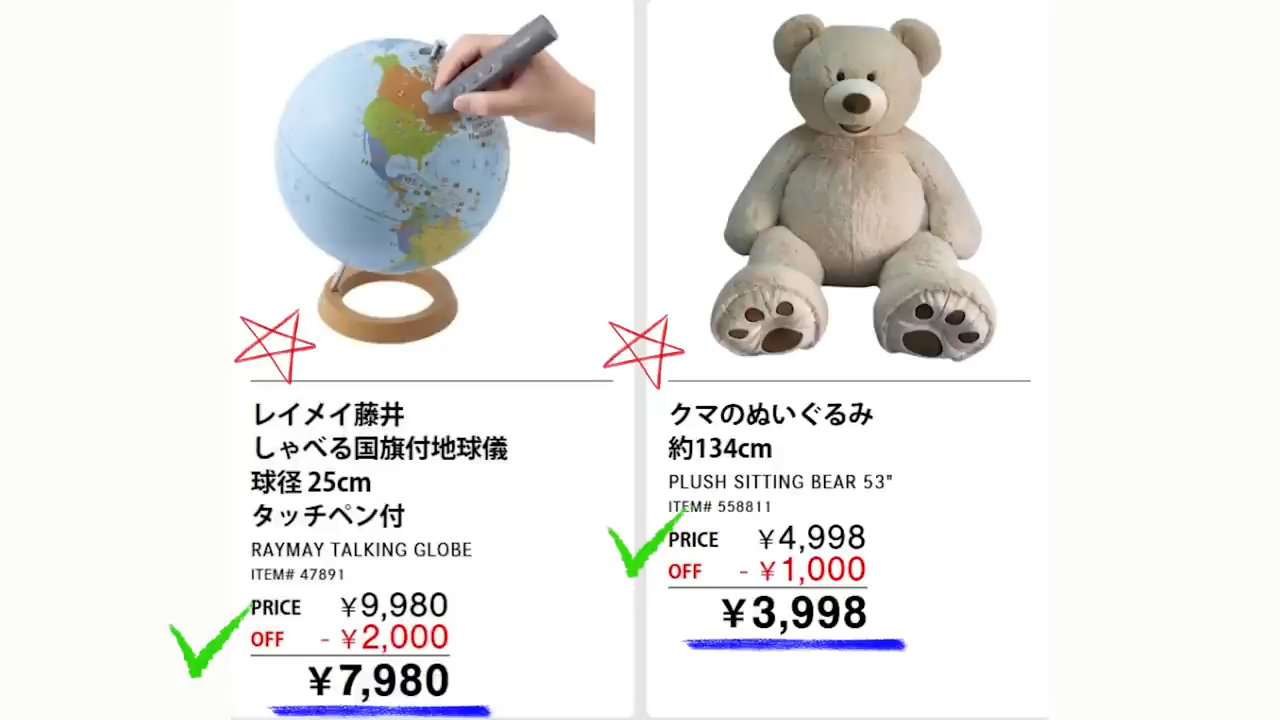 レイメイ藤井
しゃべる国旗付地球儀
球径 25cm
タッチペン付
RAYMAY TALKING GLOBE
ITEM# 47891
PRICE ¥9,980
OFF - ¥2,000
¥7,980
クマのぬいぐるみ
約134cm
PLUSH SITTING BEAR 53"
ITEM# 558811
PRICE ¥4,998
OFF - ¥1,000
¥3,998